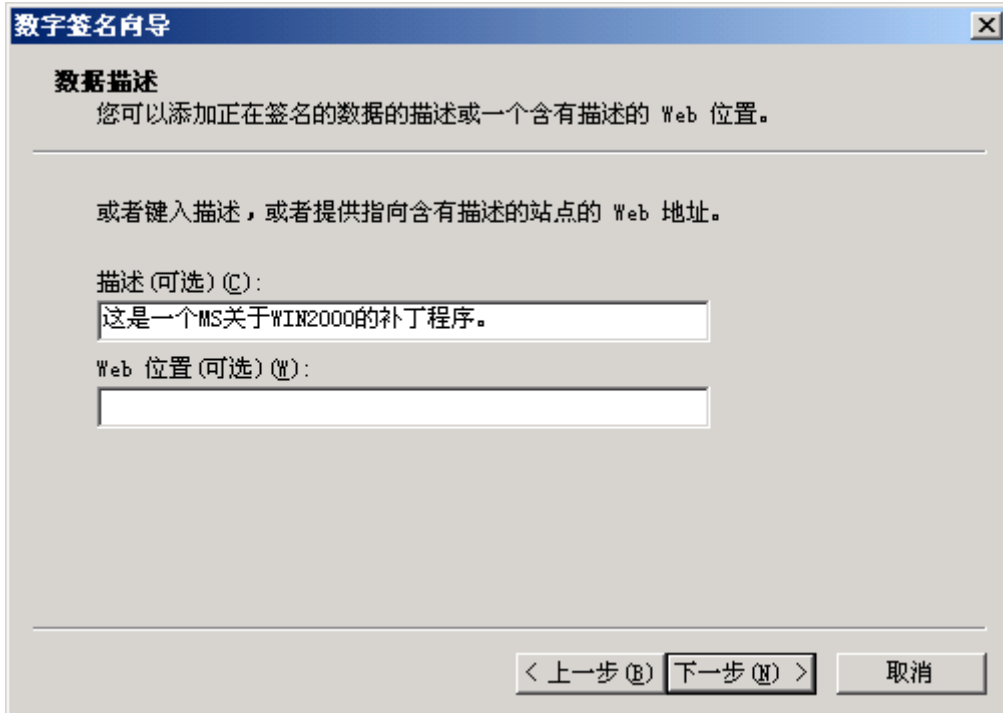 数字签名向导
数据描述
您可以添加正在签名的数据的描述或一个含有描述的 Web 位置。
或者键入描述，或者提供指向含有描述的站点的 Web 地址。
描述(可选)(C):
这是一个MS关于WIN2000的补丁程序。
Web 位置(可选)(W):
< 上一步(B) 下一步(N) > 取消